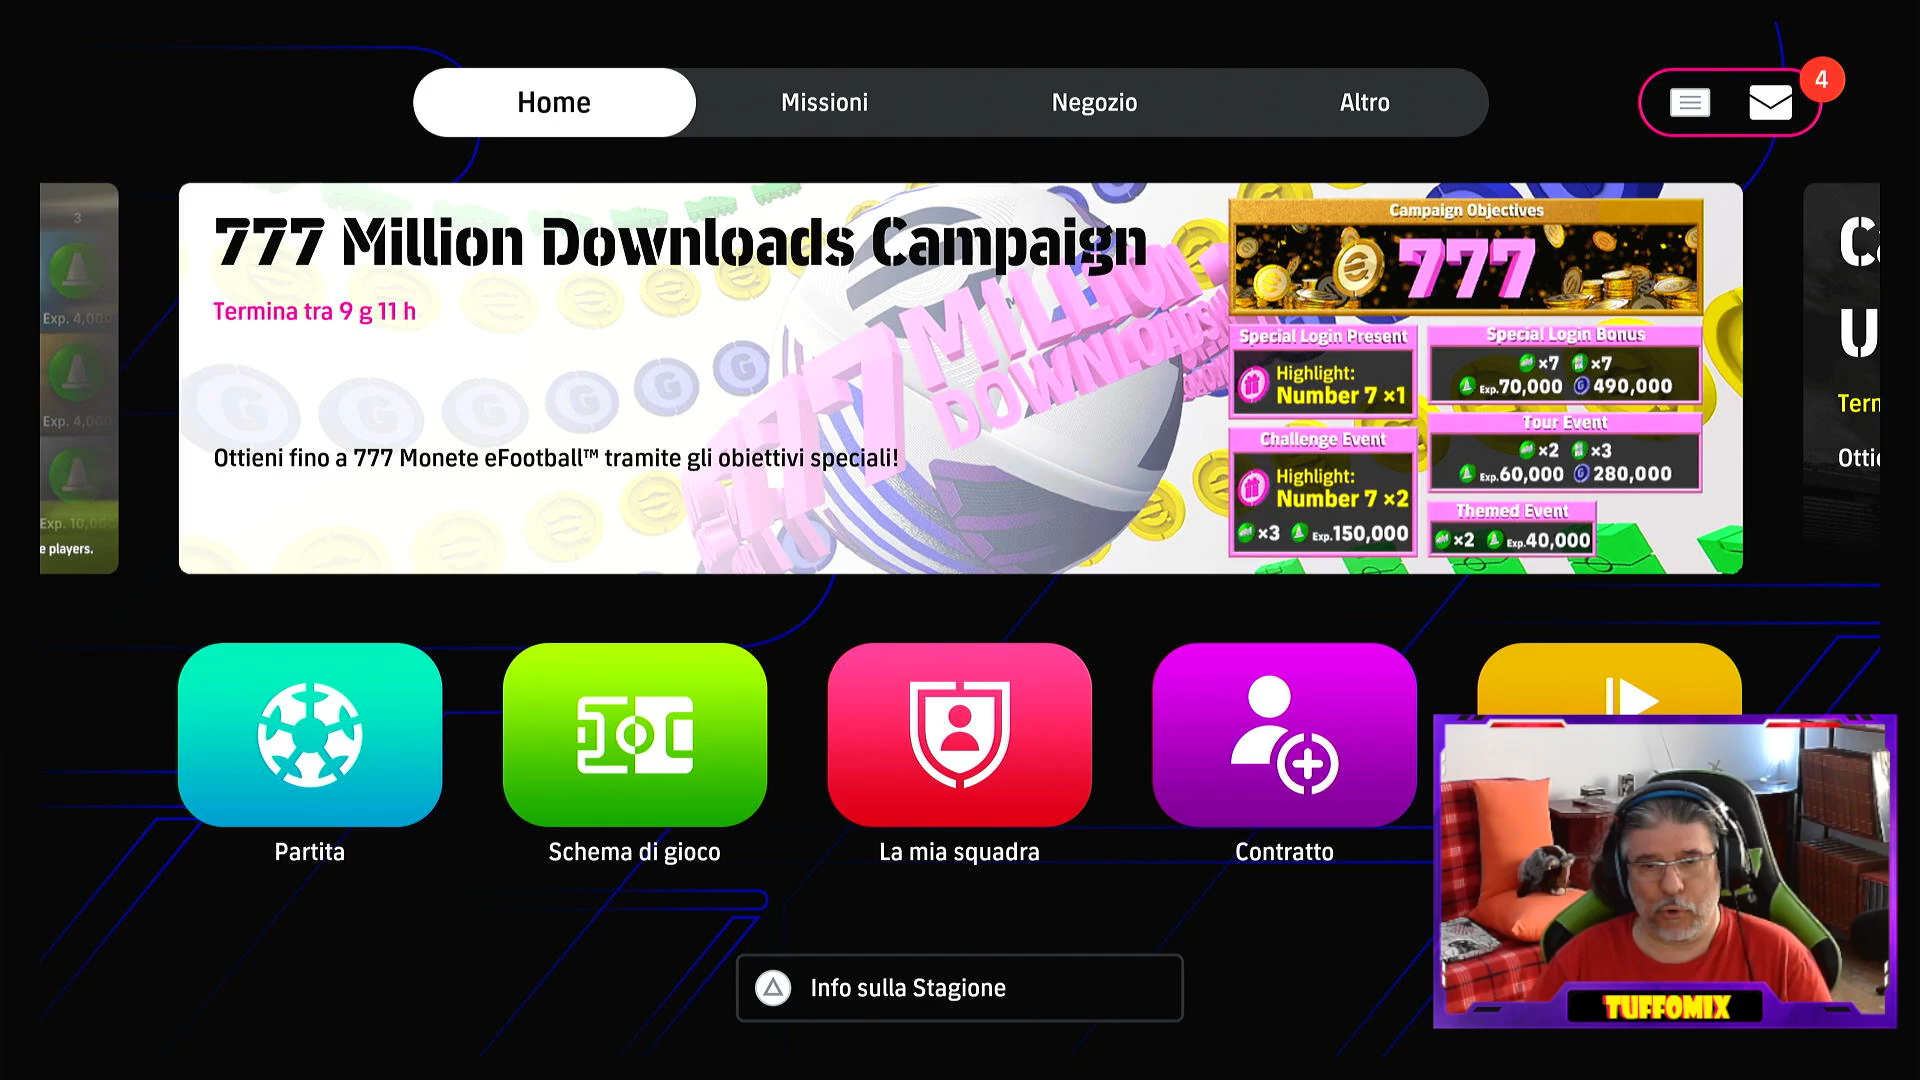 Home
Missioni
Negozio
Altro
4
3
Exp. 4,000
Exp. 4,000
Exp. 10,000
e players.
777 Million Downloads Campaign
Termina tra 9 g 11 h
Ottieni fino a 777 Monete eFootball™ tramite gli obiettivi speciali!
777 MILLION
DOWNLOADS
Campaign Objectives
777
Special Login Present
Highlight:
Number 7 ×1
Special Login Bonus
×7 ×7
Exp.70,000 G 490,000
Challenge Event
Highlight:
Number 7 ×2
×3 Exp.150,000
Tour Event
×2 ×3
Exp.60,000 G 280,000
Themed Event
×2 Exp.40,000
Partita
Schema di gioco
La mia squadra
Contratto
Info sulla Stagione
TUFFOMIX